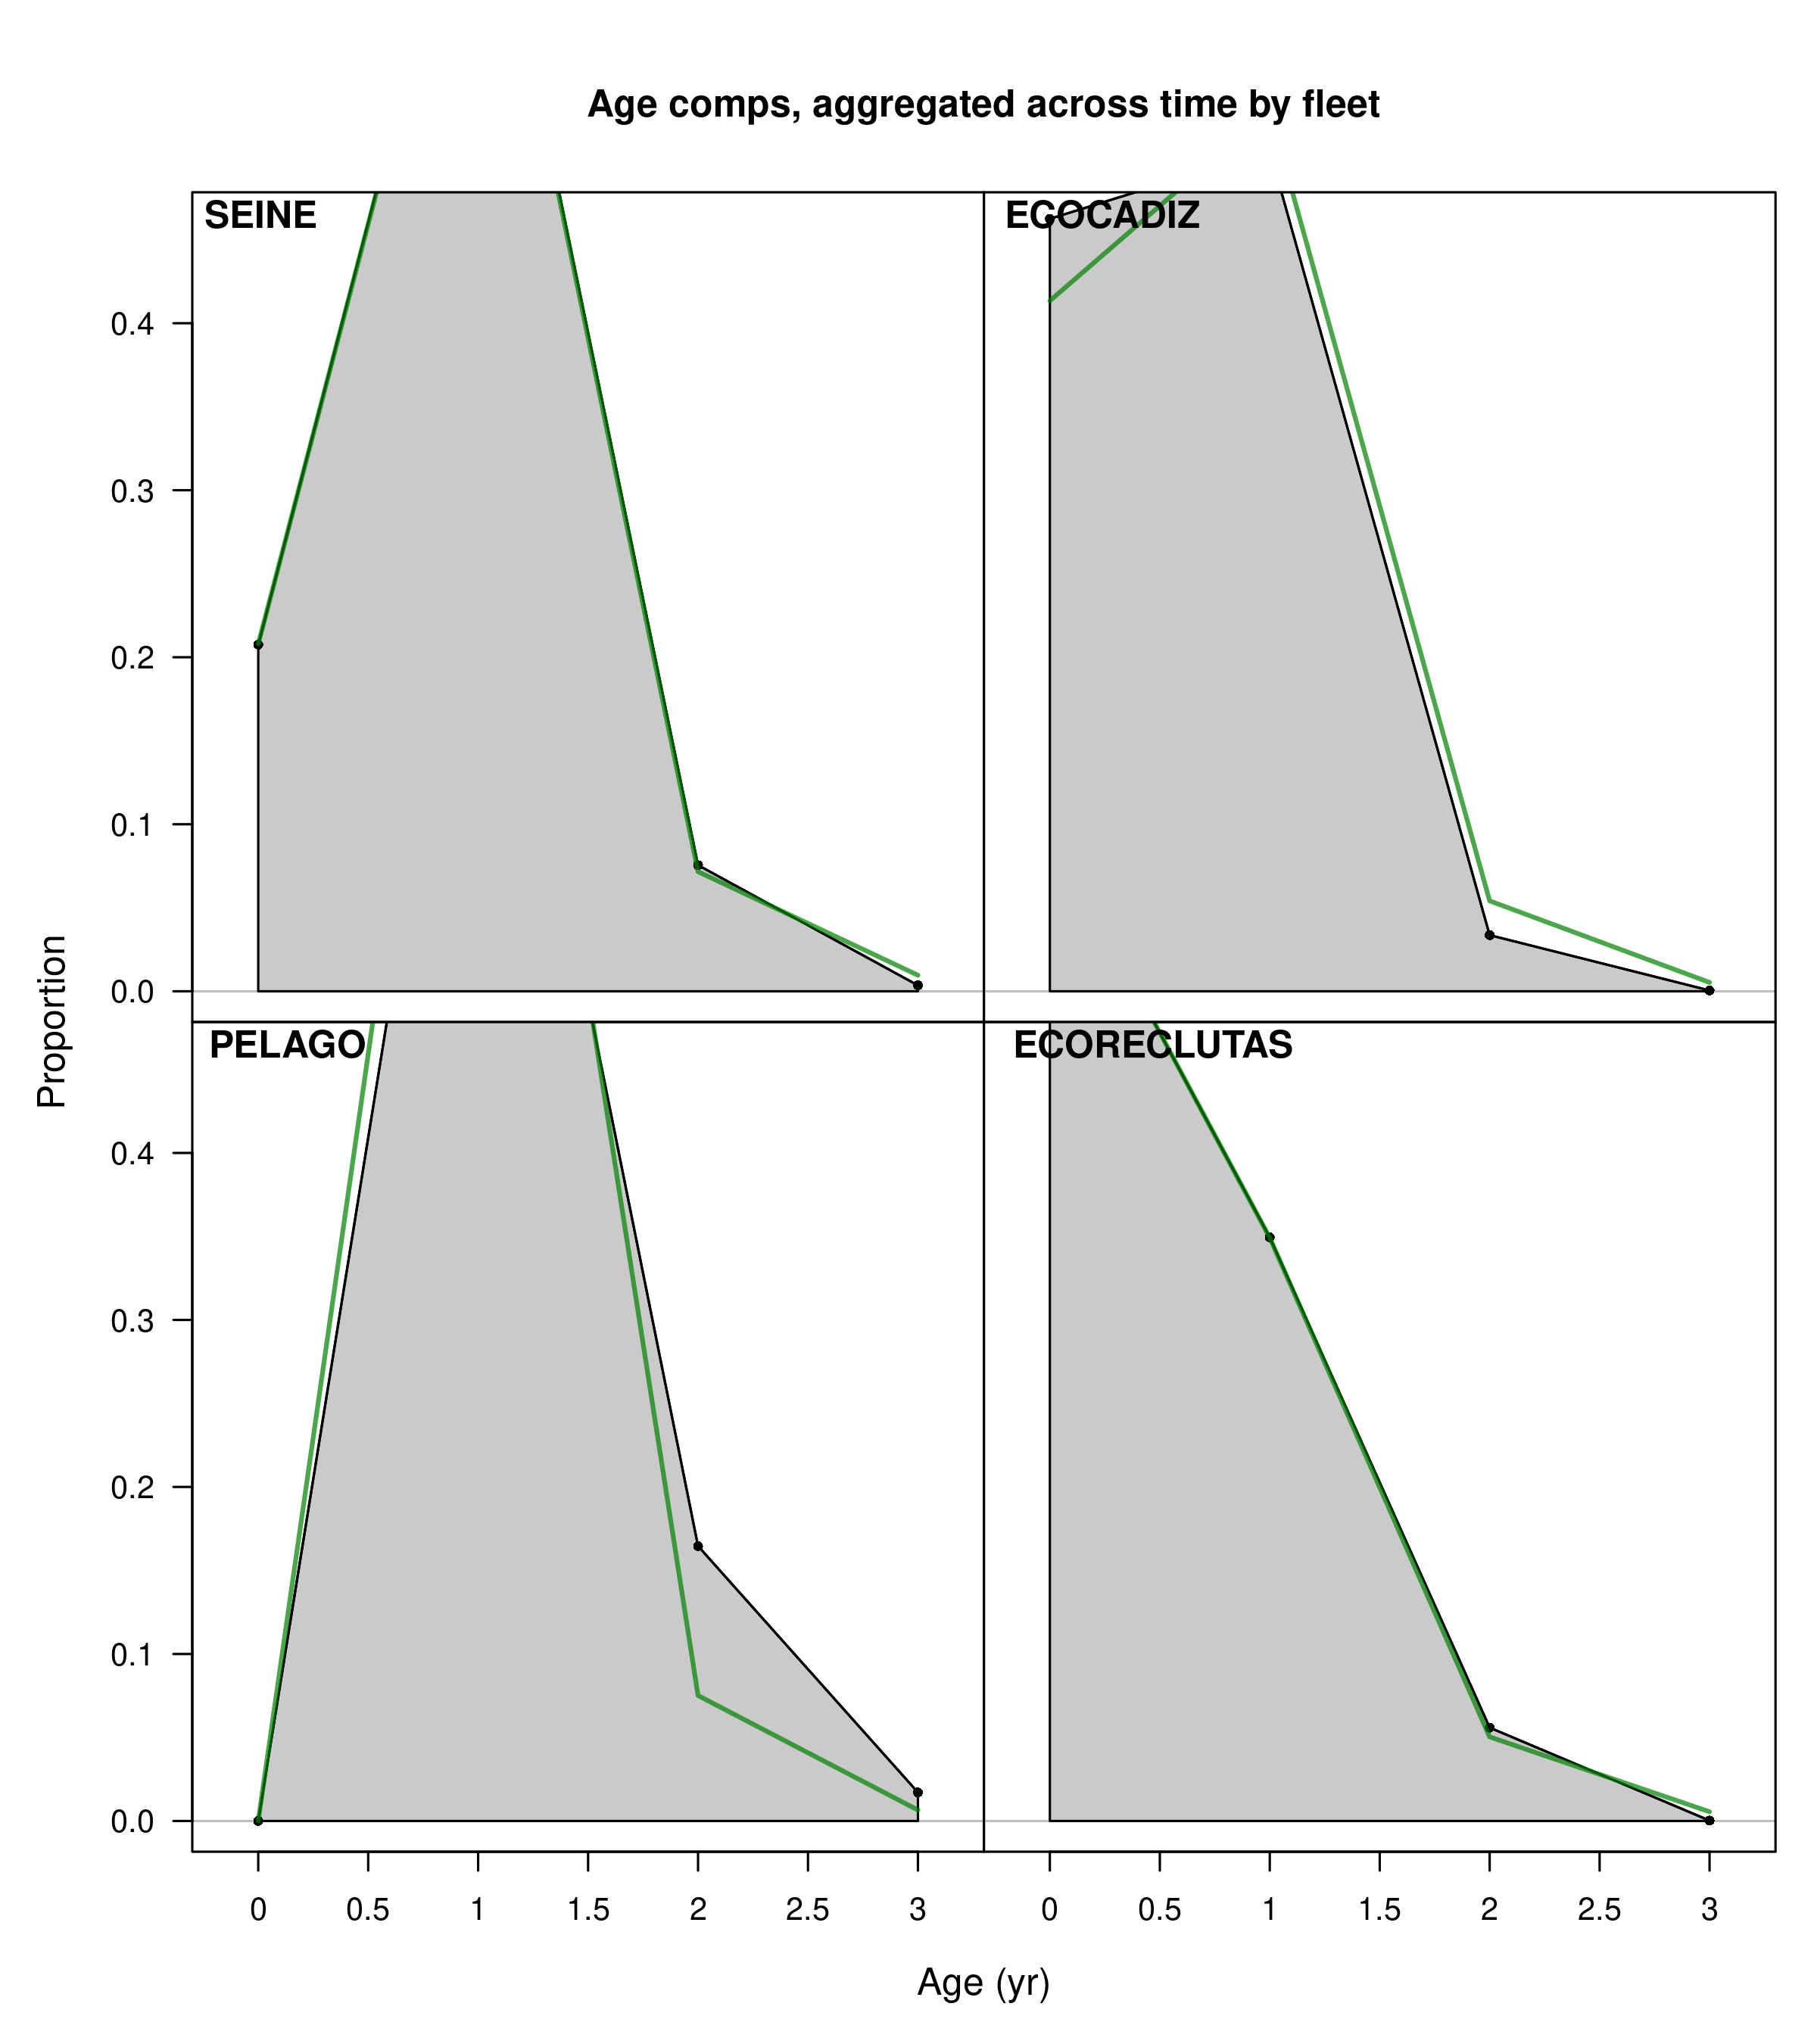 Age comps, aggregated across time by fleet
SEINE
ECOCADIZ
0.4
0.3
0.2
0.1
0.0
Proportion
PELAGO
ECORECLUTAS
0.4
0.3
0.2
0.1
0.0
0 0.5 1 1.5 2 2.5 3
0 0.5 1 1.5 2 2.5 3
Age (yr)